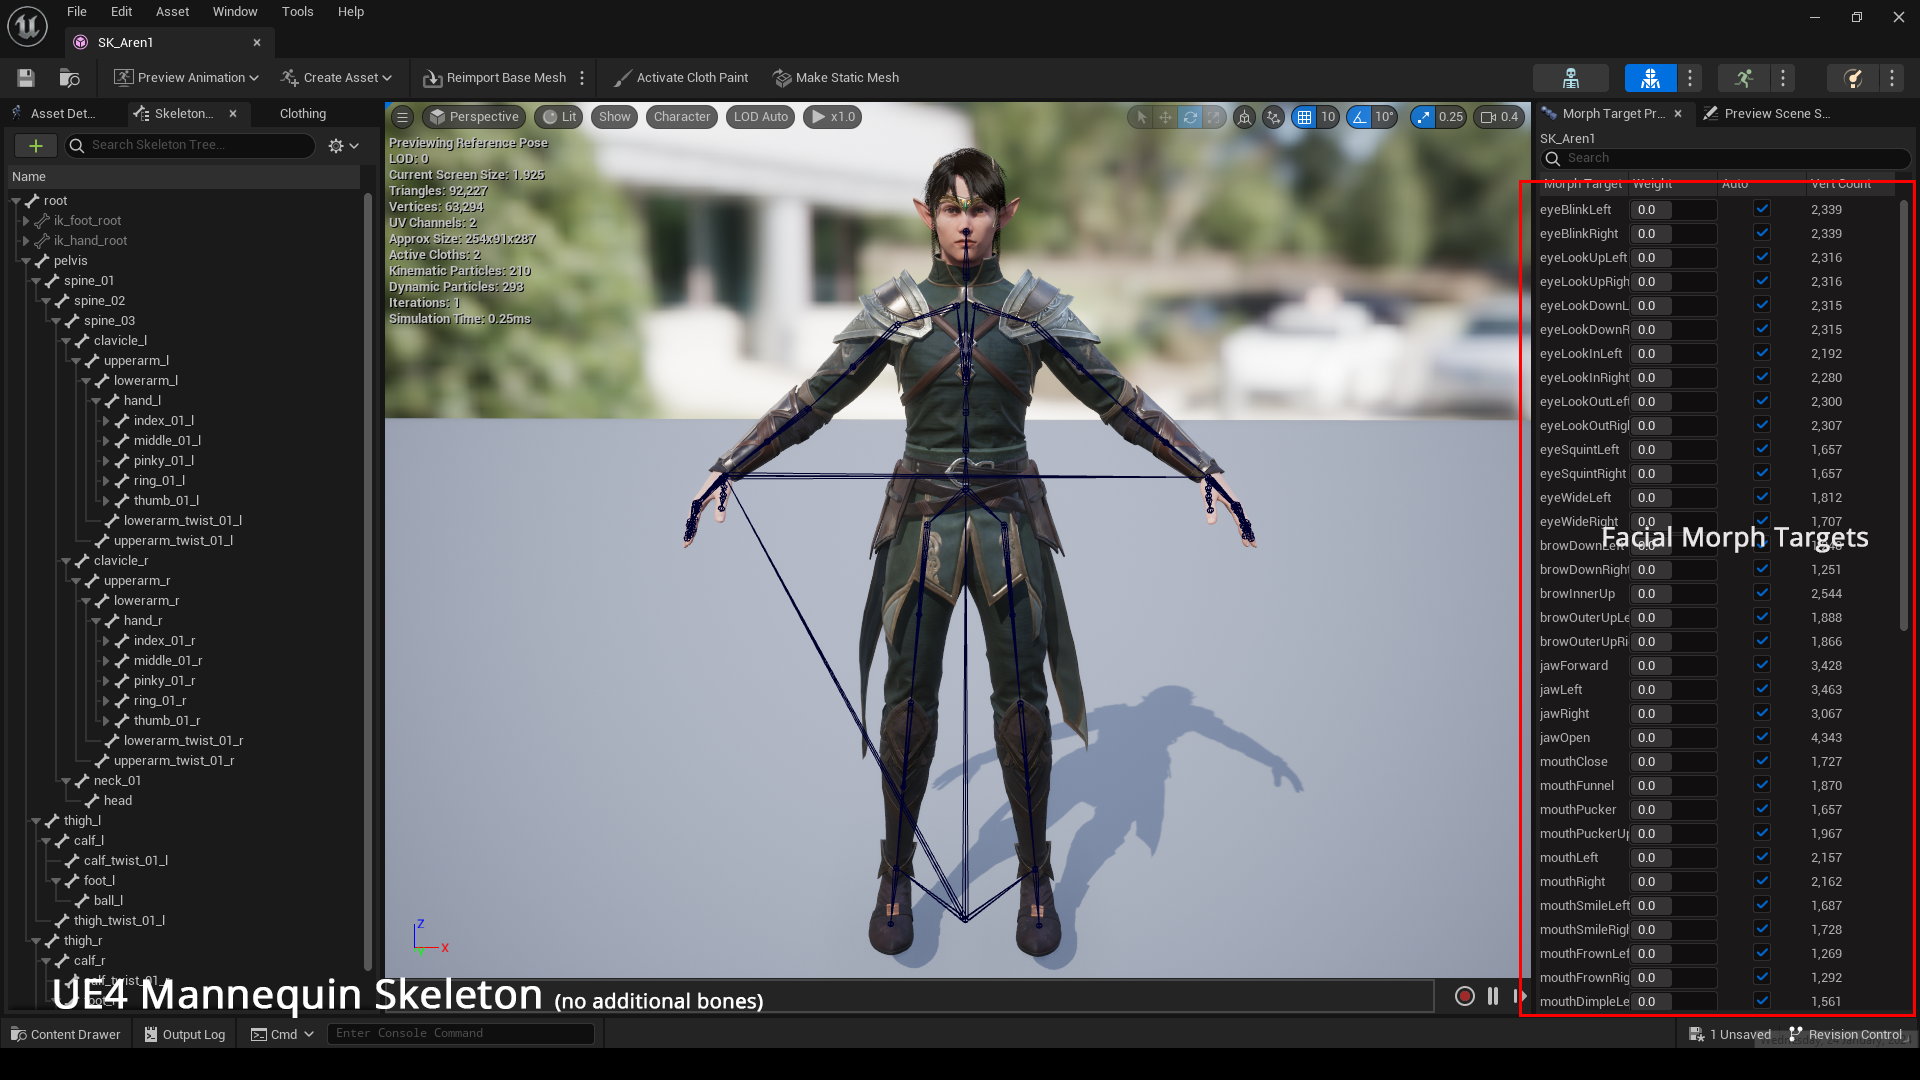 File Edit Asset Window Tools Help
SK_Aren1
Preview Animation Create Asset Reimport Base Mesh Activate Cloth Paint Make Static Mesh
Asset Det... Skeleton... Clothing
Search Skeleton Tree...
Name
root
ik_foot_root
ik_hand_root
pelvis
spine_01
spine_02
spine_03
clavicle_l
upperarm_l
lowerarm_l
hand_l
index_01_l
middle_01_l
pinky_01_l
ring_01_l
thumb_01_l
lowerarm_twist_01_l
upperarm_twist_01_l
clavicle_r
upperarm_r
lowerarm_r
hand_r
index_01_r
middle_01_r
pinky_01_r
ring_01_r
thumb_01_r
lowerarm_twist_01_r
upperarm_twist_01_r
neck_01
head
thigh_l
calf_l
calf_twist_01_l
foot_l
ball_l
thigh_twist_01_l
thigh_r
calf_r
UE4 Mannequin Skeleton (no additional bones)
Perspective Lit Show Character LOD Auto x1.0 10 10° 0.25 0.4
Previewing Reference Pose
LOD: 0
Current Screen Size: 1.925
Triangles: 92,227
Vertices: 63,294
UV Channels: 2
Approx Size: 254x91x287
Active Cloths: 2
Kinematic Particles: 210
Dynamic Particles: 293
Iterations: 1
Simulation Time: 0.25ms
Z
X
Morph Target Pr... Preview Scene S...
SK_Aren1
Search
Morph Target Weight Auto Vert Count
eyeBlinkLeft 0.0 2,339
eyeBlinkRight 0.0 2,339
eyeLookUpLeft 0.0 2,316
eyeLookUpRigh 0.0 2,316
eyeLookDownL 0.0 2,315
eyeLookDownR 0.0 2,315
eyeLookInLeft 0.0 2,192
eyeLookInRight 0.0 2,280
eyeLookOutLeft 0.0 2,300
eyeLookOutRig 0.0 2,307
eyeSquintLeft 0.0 1,657
eyeSquintRight 0.0 1,657
eyeWideLeft 0.0 1,812
eyeWideRight 0.0 1,707
Facial Morph Targets
browDownLeft 0.0
browDownRight 0.0 1,251
browInnerUp 0.0 2,544
browOuterUpLe 0.0 1,888
browOuterUpRi 0.0 1,866
jawForward 0.0 3,428
jawLeft 0.0 3,463
jawRight 0.0 3,067
jawOpen 0.0 4,343
mouthClose 0.0 1,727
mouthFunnel 0.0 1,870
mouthPucker 0.0 1,657
mouthPuckerUp 0.0 1,967
mouthLeft 0.0 2,157
mouthRight 0.0 2,162
mouthSmileLeft 0.0 1,687
mouthSmileRigh 0.0 1,728
mouthFrownLef 0.0 1,269
mouthFrownRig 0.0 1,292
mouthDimpleLe 0.0 1,561
Content Drawer Output Log Cmd Enter Console Command 1 Unsaved Revision Control